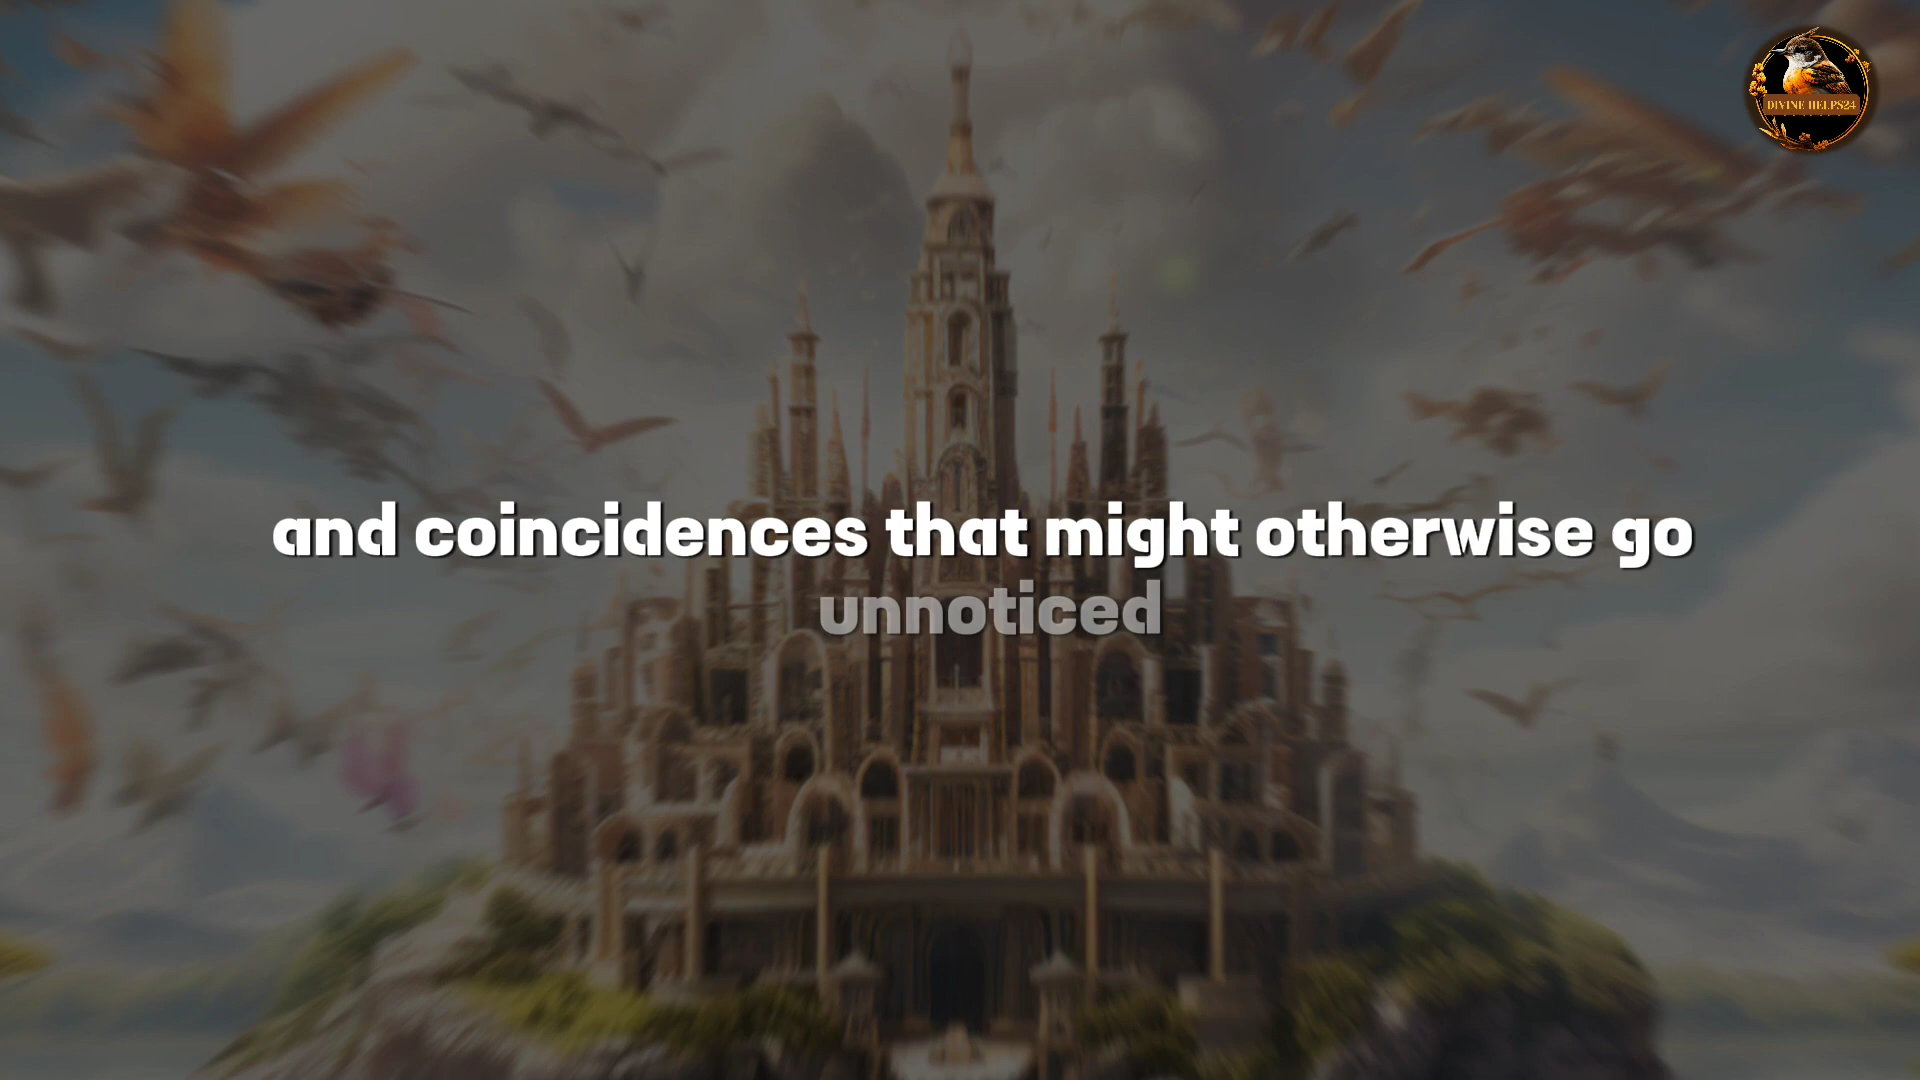 DIVINE HELPS24
and coincidences that might otherwise go
unnoticed